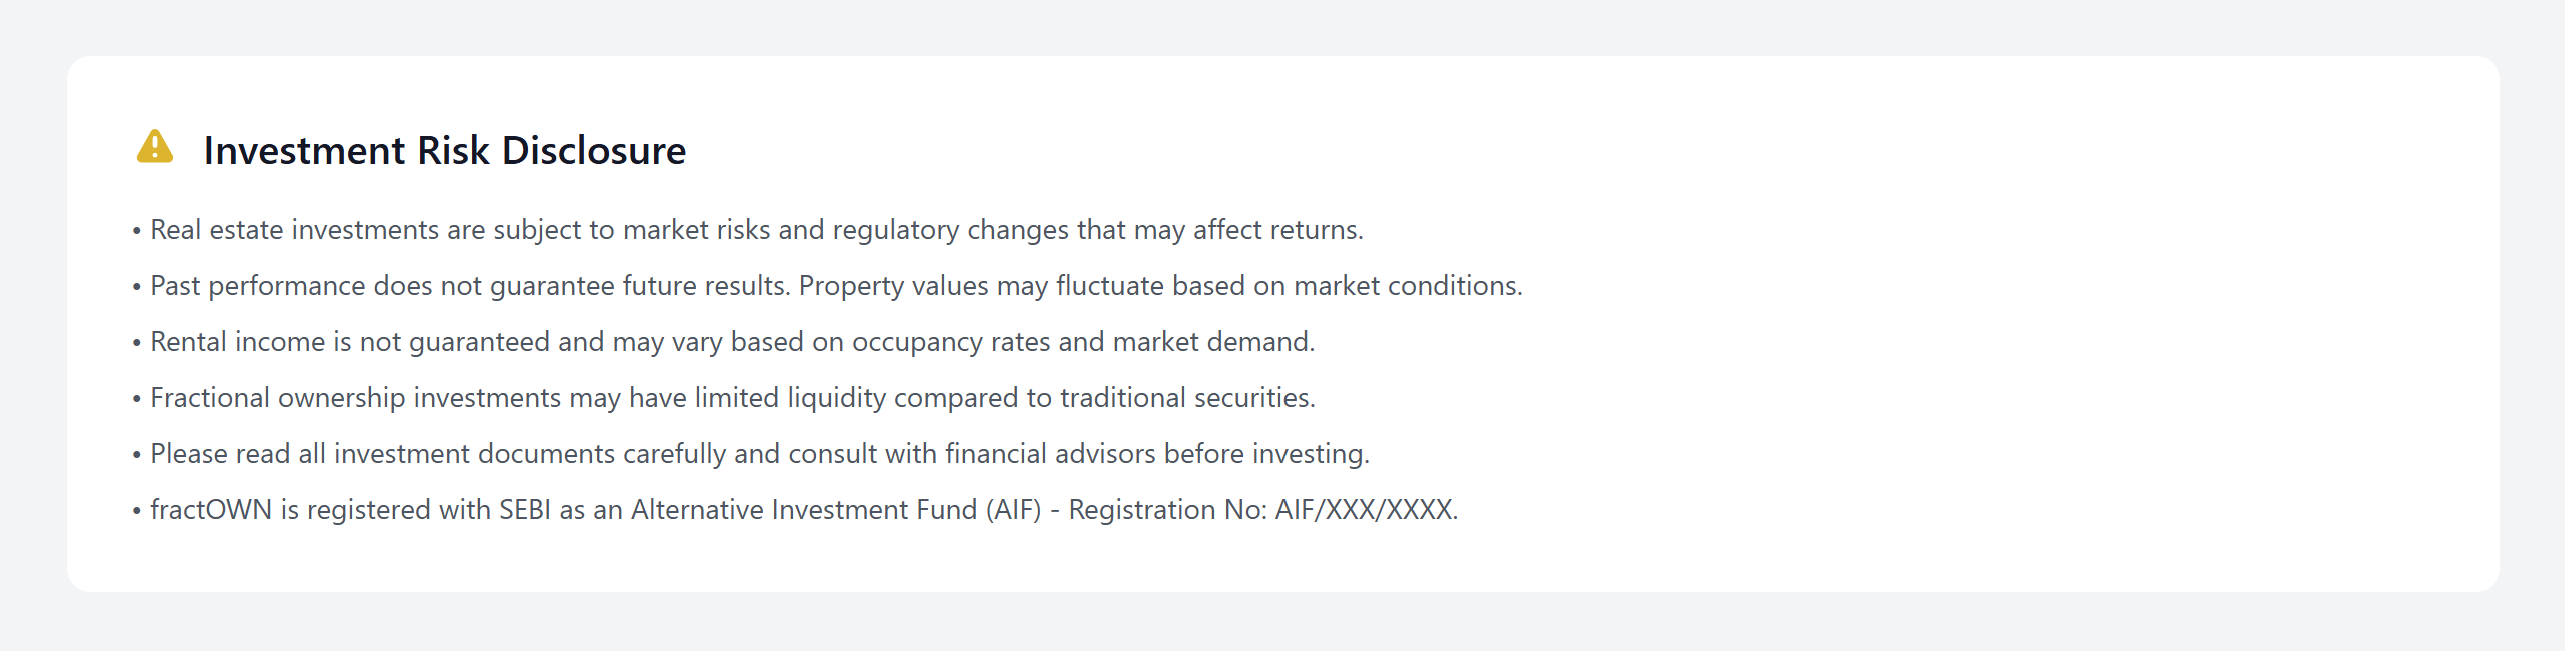 Investment Risk Disclosure
• Real estate investments are subject to market risks and regulatory changes that may affect returns.
• Past performance does not guarantee future results. Property values may fluctuate based on market conditions.
• Rental income is not guaranteed and may vary based on occupancy rates and market demand.
• Fractional ownership investments may have limited liquidity compared to traditional securities.
• Please read all investment documents carefully and consult with financial advisors before investing.
• fractOWN is registered with SEBI as an Alternative Investment Fund (AIF) - Registration No: AIF/XXX/XXXX.